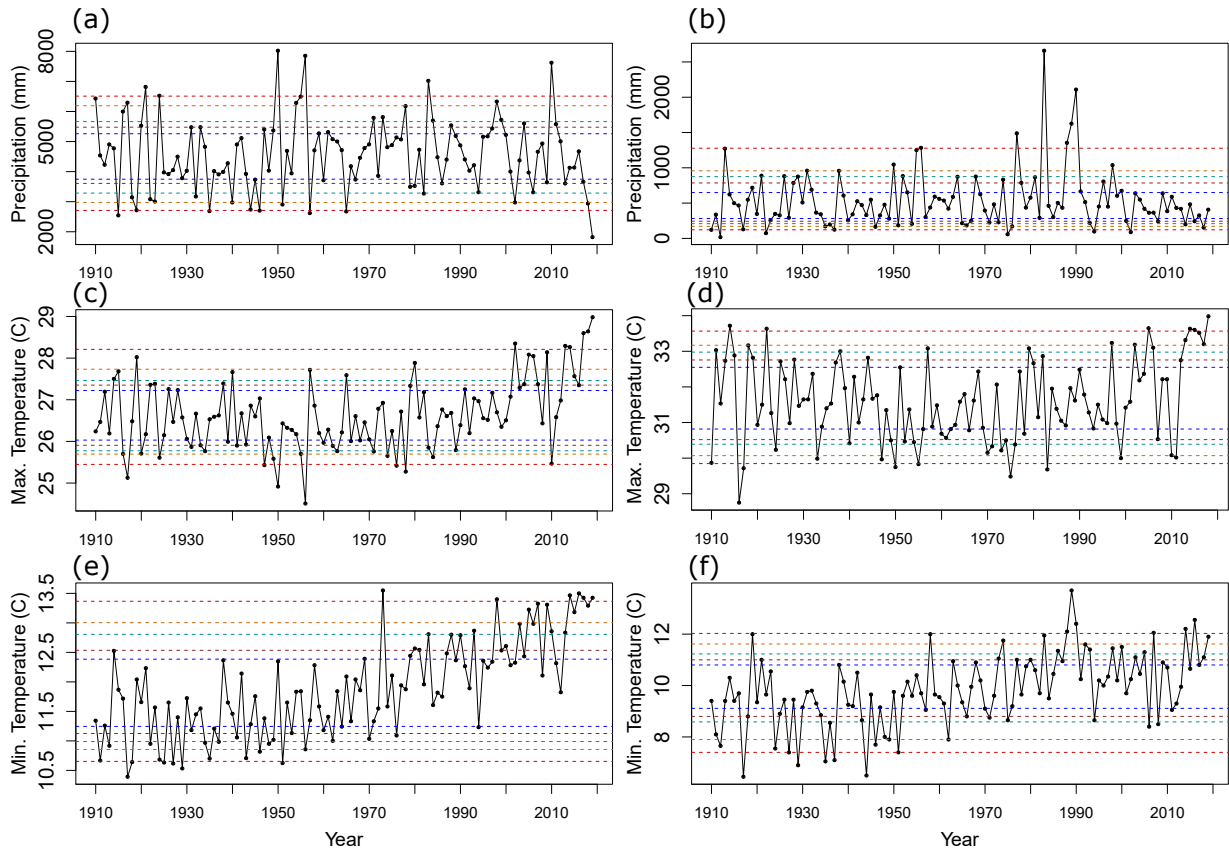 (a)
(b)
Precipitation (mm)
2000 5000 8000
1910 1930 1950 1970 1990 2010
Precipitation (mm)
0 1000 2000
1910 1930 1950 1970 1990 2010
(c)
(d)
Max. Temperature (C)
25 26 27 28 29
1910 1930 1950 1970 1990 2010
Max. Temperature (C)
29 31 33
1910 1930 1950 1970 1990 2010
(e)
(f)
Min. Temperature (C)
10.5 11.5 12.5 13.5
1910 1930 1950 1970 1990 2010
Year
Min. Temperature (C)
8 10 12
1910 1930 1950 1970 1990 2010
Year